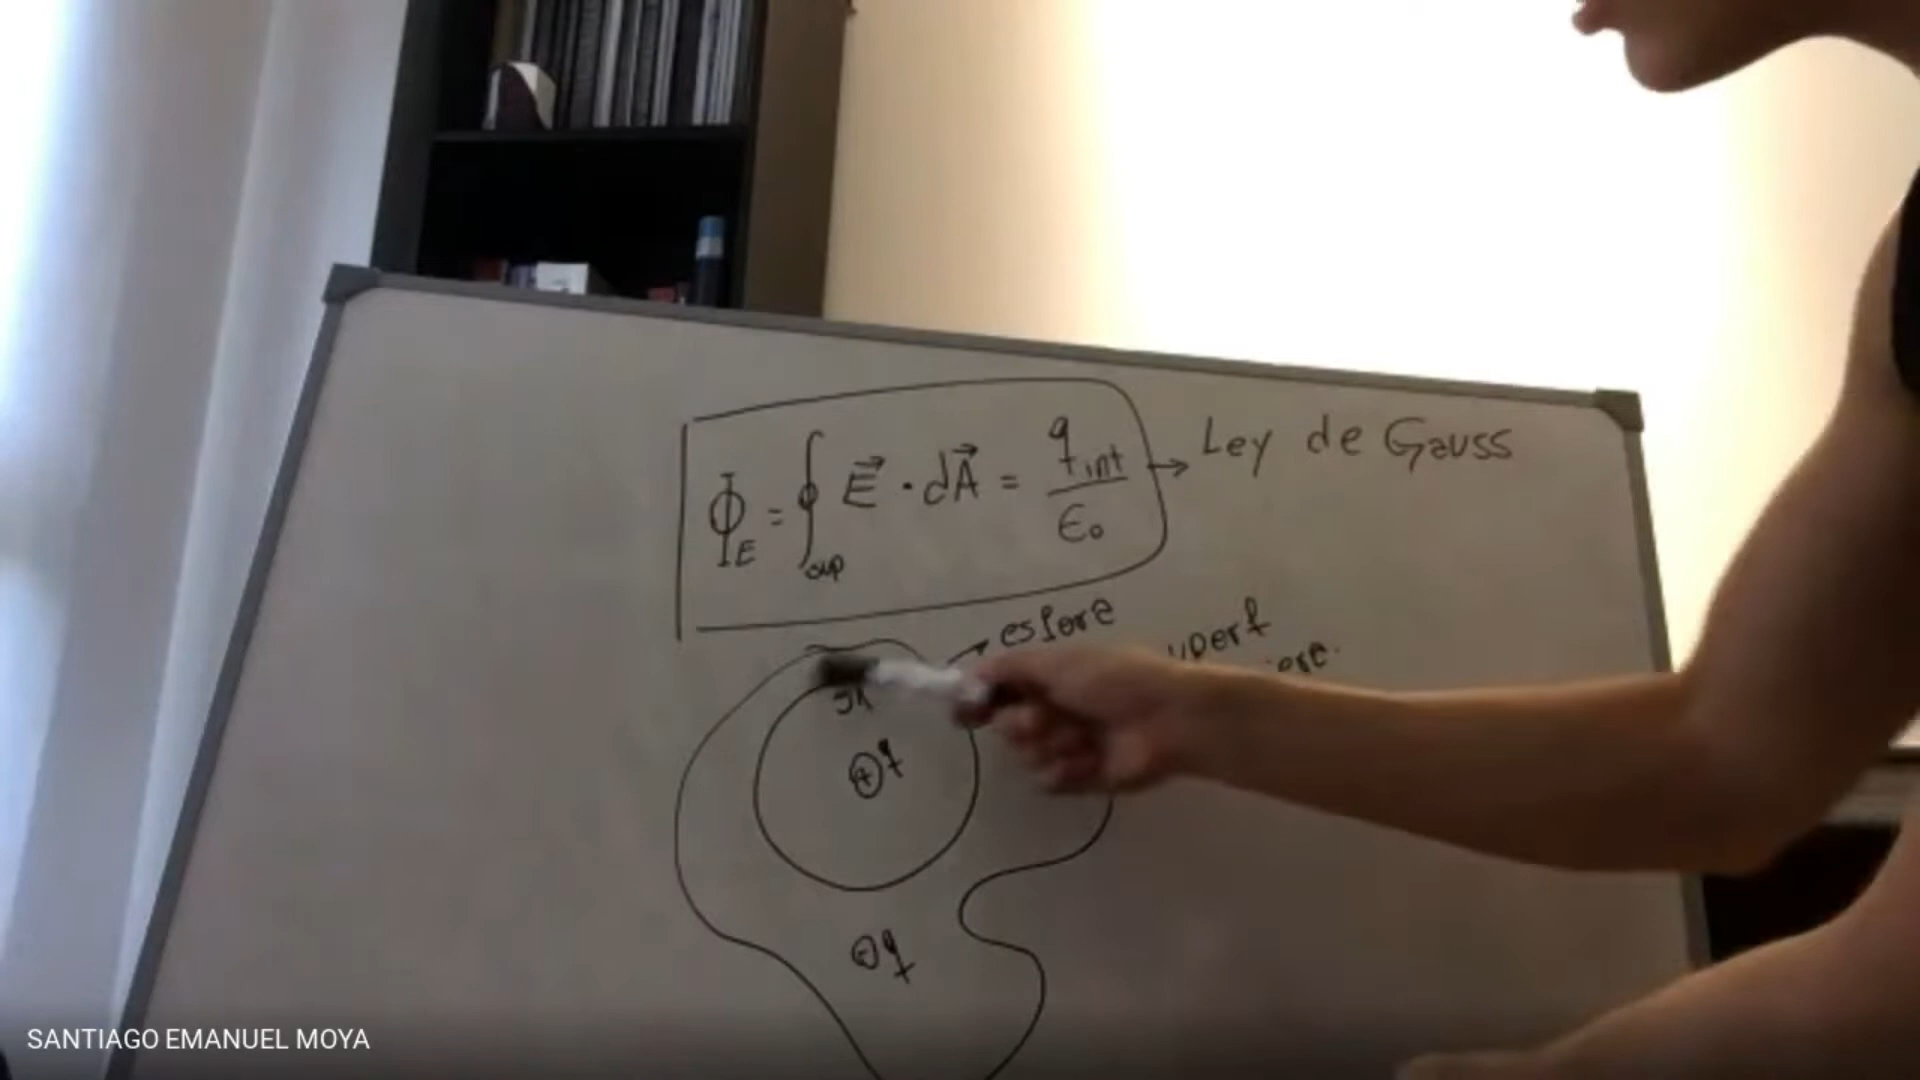 Φ_E = ∮_sup E⃗ · dA⃗ = q_int / ε₀ → Ley de Gauss
esfera
⊕q
⊖q
SANTIAGO EMANUEL MOYA